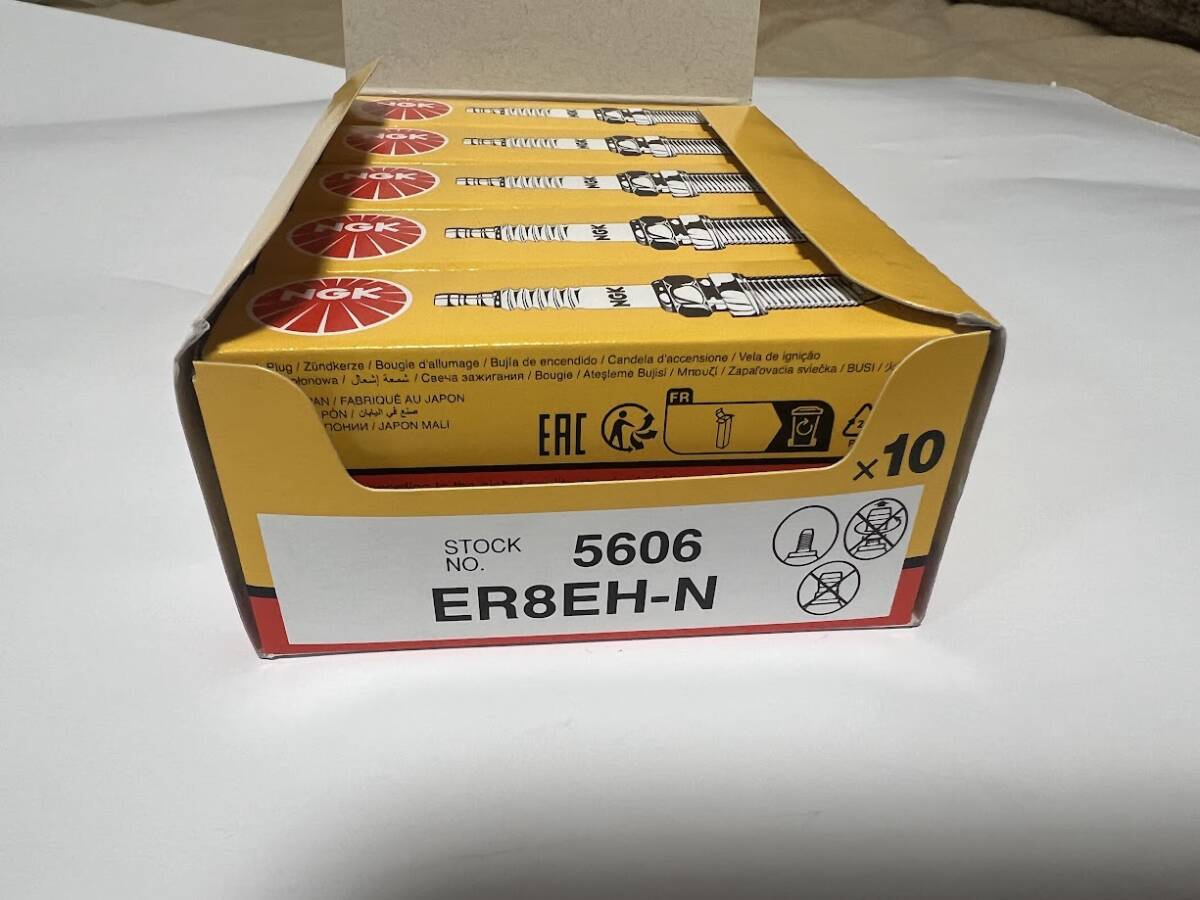 NGK
NGK
NGK
NGK NGK
NGK NGK
Plug / Zündkerze / Bougie d'allumage / Bujía de encendido / Candela d'accensione / Vela de ignição
/ شمعة إشعال / Свеча зажигания / Bougie / Ateşleme Bujisi / Μπουζί / Zapaľovacia sviečka / BUSI /
/ FABRIQUÉ AU JAPON
صنع في اليابان /
/ JAPON MALI
EAC
FR
x10
STOCK NO. 5606
ER8EH-N